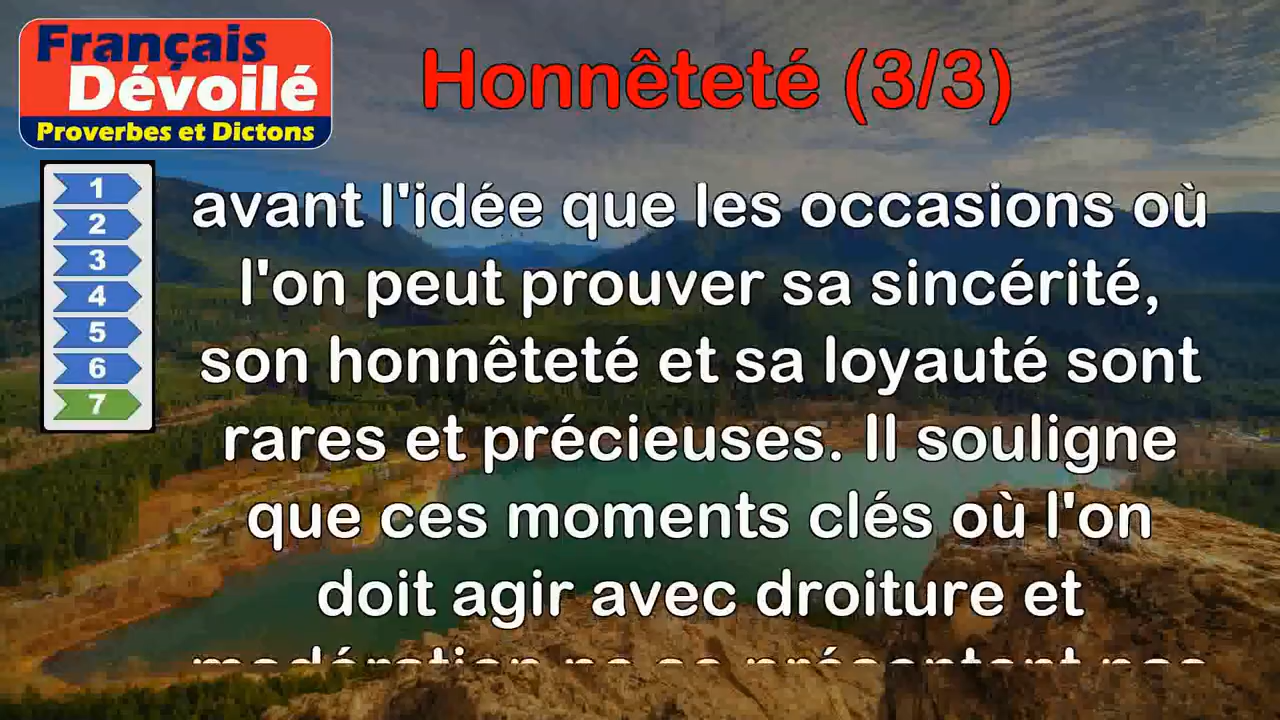 Français
Dévoilé
Proverbes et Dictons
Honnêteté (3/3)
1
2
3
4
5
6
7
avant l'idée que les occasions où
l'on peut prouver sa sincérité,
son honnêteté et sa loyauté sont
rares et précieuses. Il souligne
que ces moments clés où l'on
doit agir avec droiture et